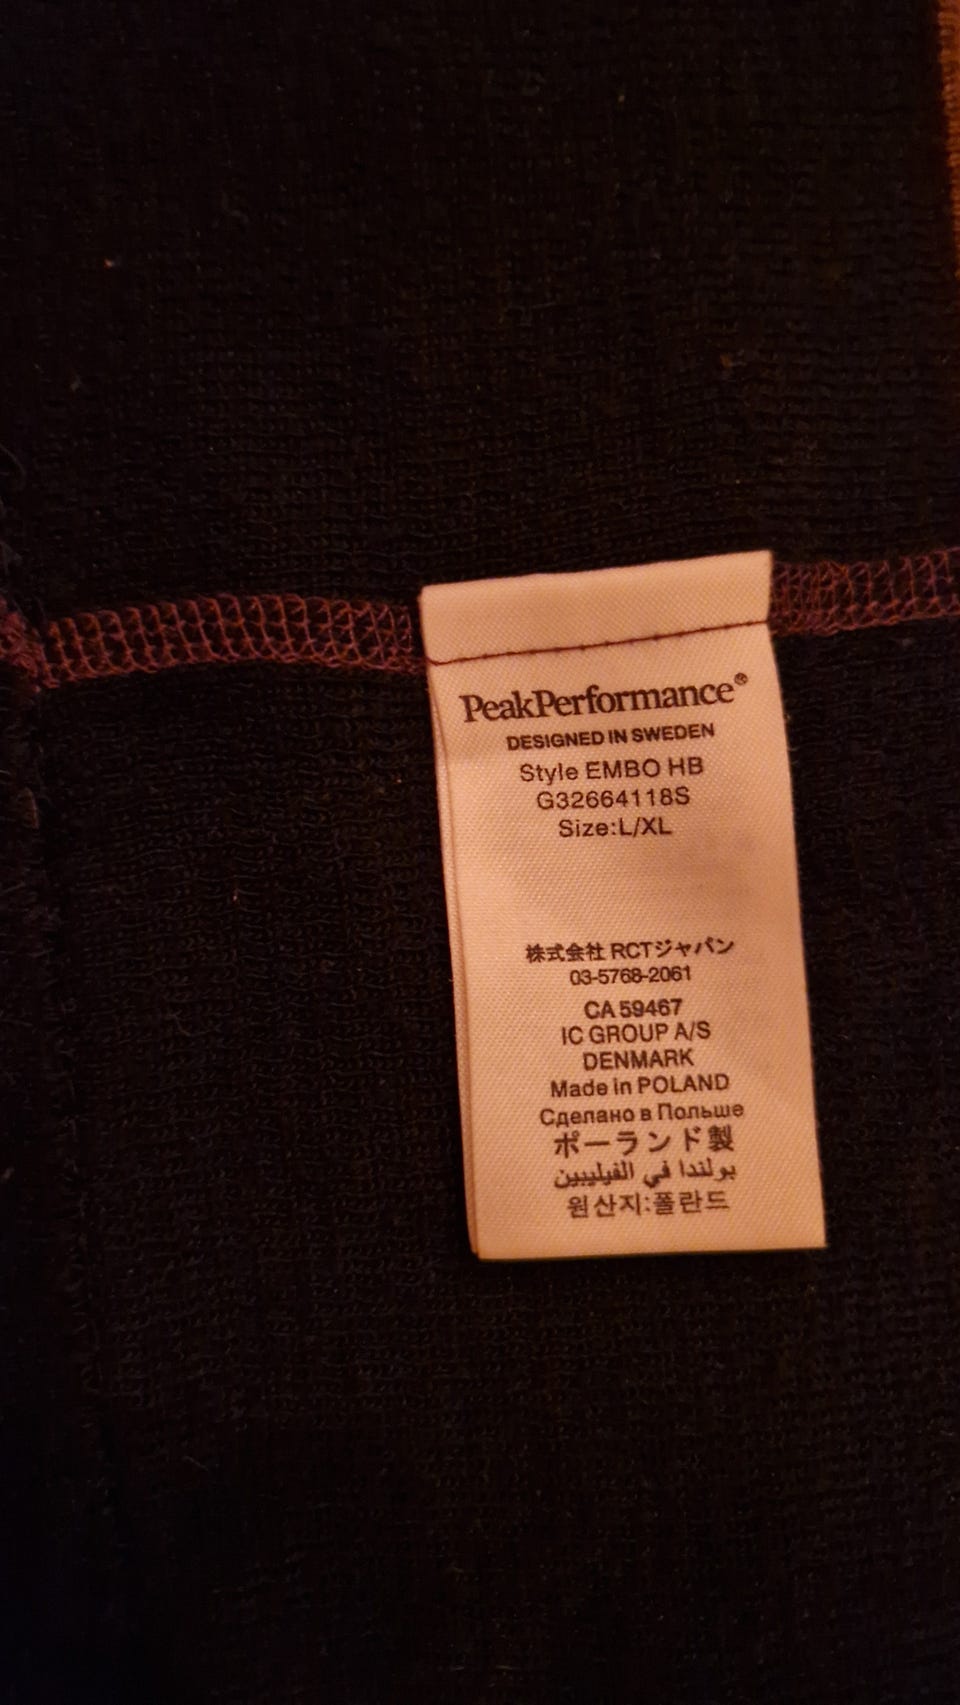 PeakPerformance®
DESIGNED IN SWEDEN
Style EMBO HB
G32664118S
Size:L/XL
株式会社 RCTジャパン
03-5768-2061
CA 59467
IC GROUP A/S
DENMARK
Made in POLAND
Сделано в Польше
ポーランド製
بولندا في الفيليبين
원산지:폴란드